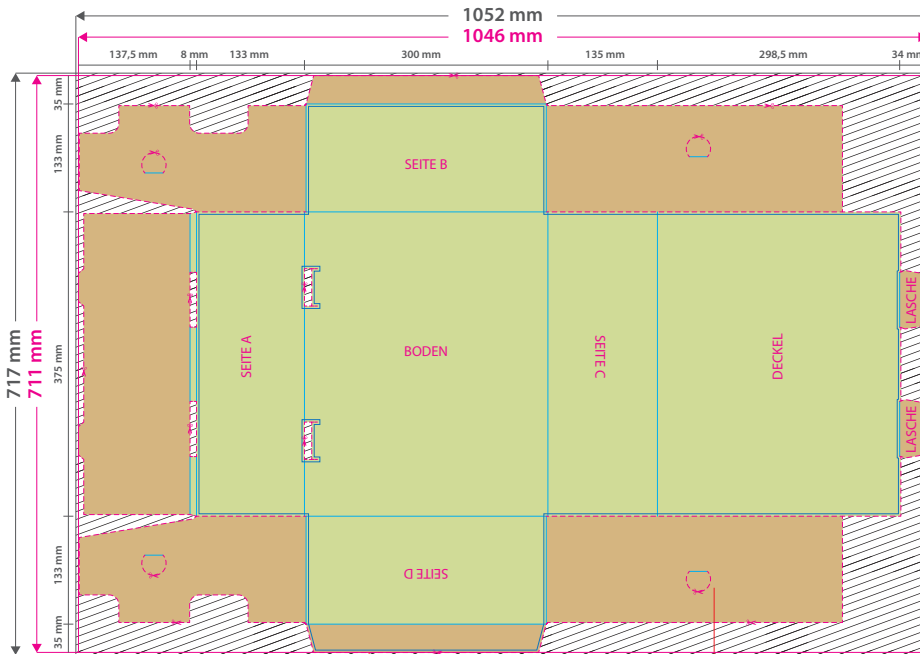 1052 mm
1046 mm
137,5 mm
8 mm
133 mm
300 mm
135 mm
298,5 mm
34 mm
717 mm
711 mm
35 mm
133 mm
375 mm
133 mm
35 mm
SEITE B
SEITE A
BODEN
SEITE C
DECKEL
LASCHE
LASCHE
SEITE D